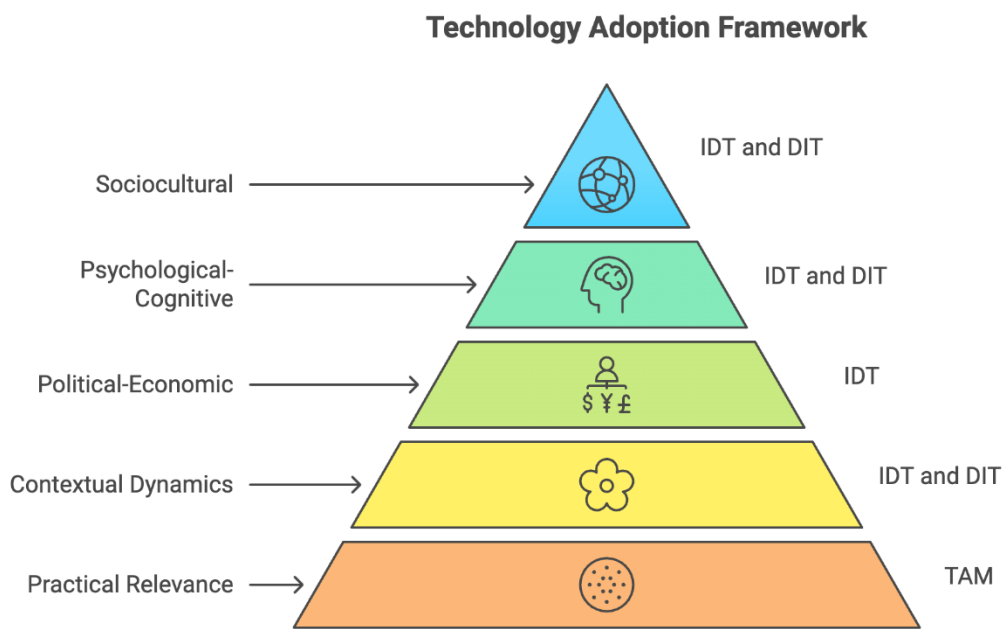 Technology Adoption Framework
IDT and DIT
Sociocultural
Psychological-
Cognitive
IDT and DIT
Political-Economic
IDT
$ ¥ £
Contextual Dynamics
IDT and DIT
Practical Relevance
TAM